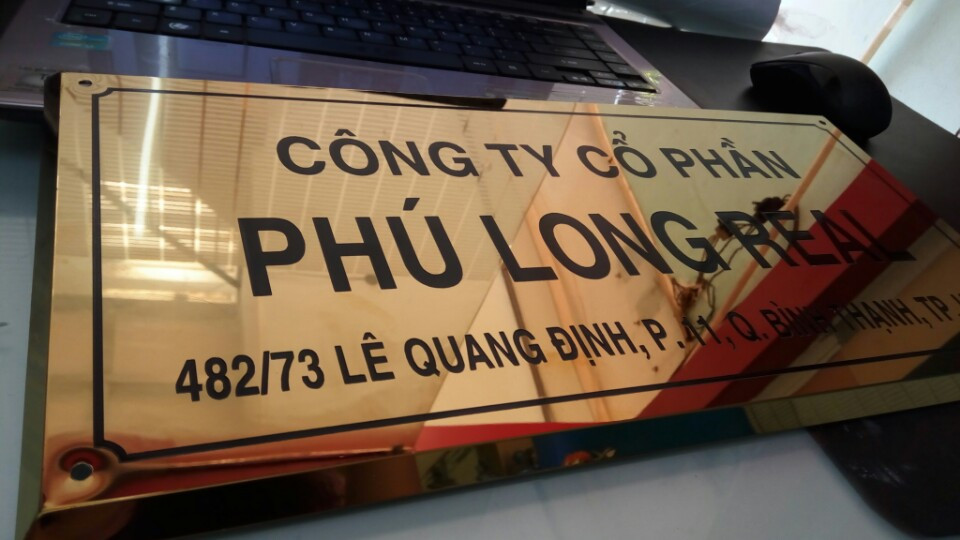 CÔNG TY CỔ PHẦN
PHÚ LONG REAL
482/73 LÊ QUANG ĐỊNH, P. 11, Q. BÌNH THẠNH, TP.